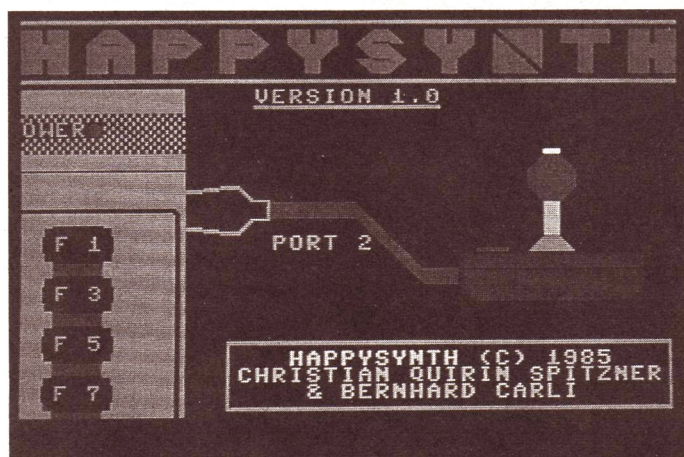 HAPPYSYNTH
VERSION 1.0
OWER
PORT 2
F 1
F 3
F 5
F 7
HAPPYSYNTH (C) 1985
CHRISTIAN QUIRIN SPITZNER
& BERNHARD CARLI